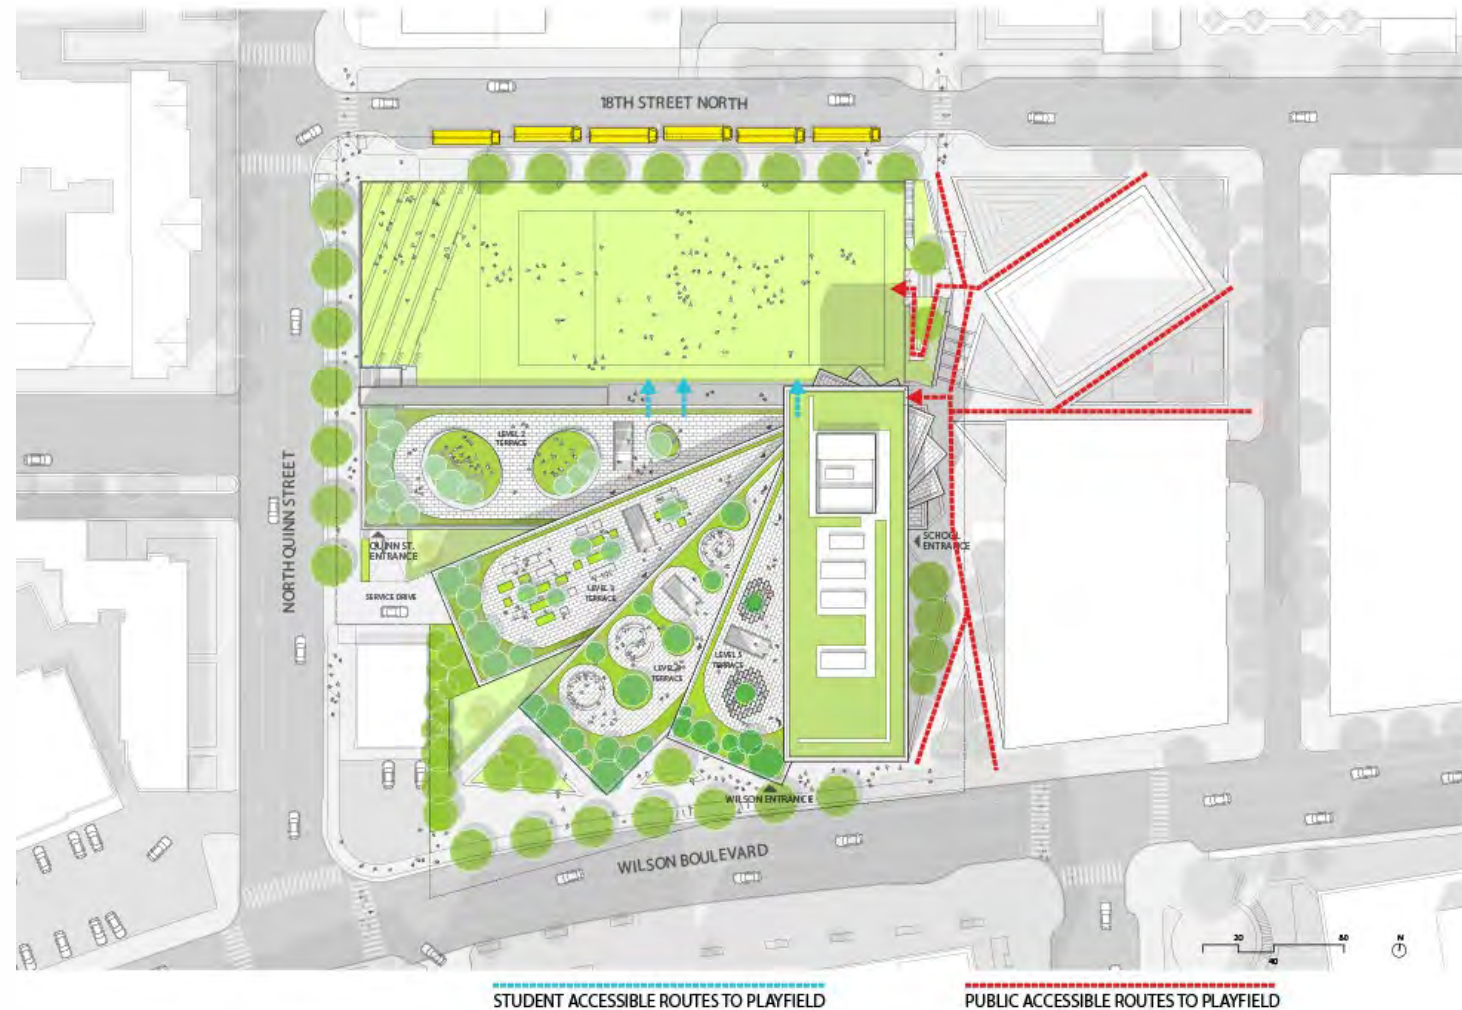 18TH STREET NORTH
NORTH QUINN STREET
LEVEL 2
TERRACE
QUINN ST.
ENTRANCE
SCHOOL
ENTRANCE
SERVICE DRIVE
LEVEL 3
TERRACE
LEVEL 4
TERRACE
LEVEL 5
TERRACE
WILSON ENTRANCE
WILSON BOULEVARD
20
80
40
N
STUDENT ACCESSIBLE ROUTES TO PLAYFIELD
PUBLIC ACCESSIBLE ROUTES TO PLAYFIELD